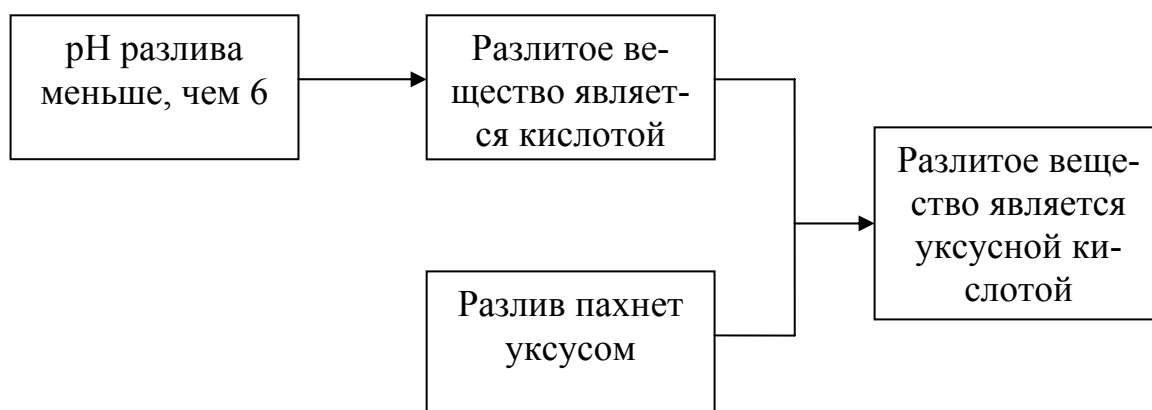 pH разлива
меньше, чем 6
Разлитое ве-
щество являет-
ся кислотой
Разлив пахнет
уксусом
Разлитое веще-
ство является
уксусной ки-
слотой